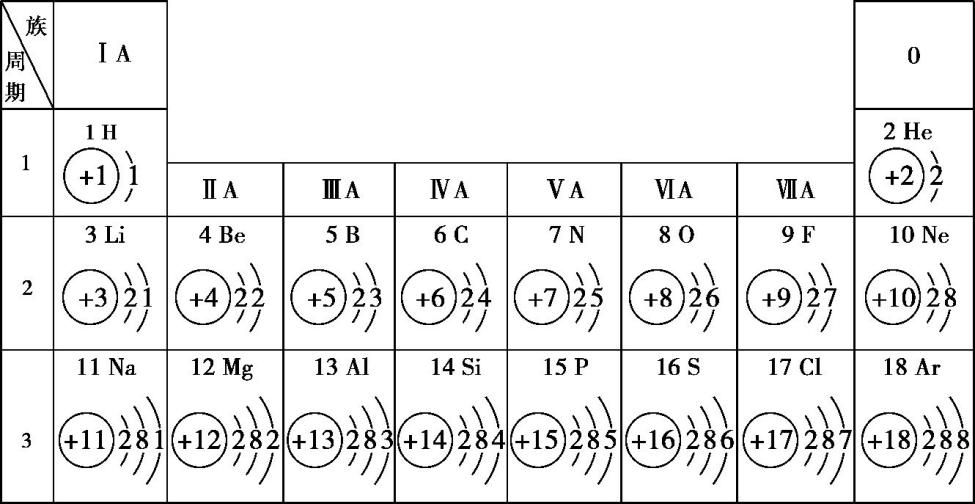 族
周期
ⅠA
0
1
1 H
+1 1
2 He
+2 2
ⅡA ⅢA ⅣA ⅤA ⅥA ⅦA
2
3 Li 4 Be 5 B 6 C 7 N 8 O 9 F 10 Ne
+3 2 1 +4 2 2 +5 2 3 +6 2 4 +7 2 5 +8 2 6 +9 2 7 +10 2 8
3
11 Na 12 Mg 13 Al 14 Si 15 P 16 S 17 Cl 18 Ar
+11 2 8 1 +12 2 8 2 +13 2 8 3 +14 2 8 4 +15 2 8 5 +16 2 8 6 +17 2 8 7 +18 2 8 8